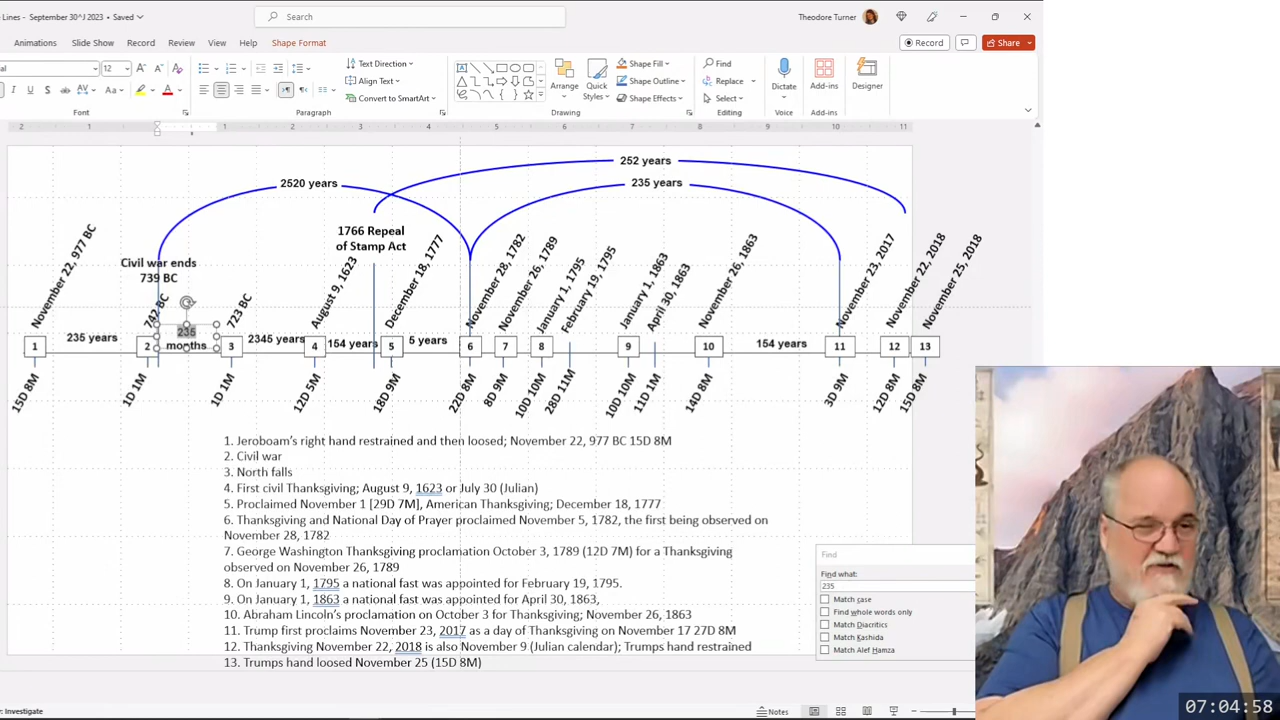 Lines - September 30^J 2023 • Saved
Search
Theodore Turner
Animations Slide Show Record Review View Help Shape Format
Record Share
12
Text Direction
Align Text
Convert to SmartArt
Arrange
Quick Styles
Shape Fill
Shape Outline
Shape Effects
Find
Replace
Select
Dictate
Add-ins
Designer
Font Paragraph Drawing Editing Voice Add-ins
2 1 1 2 3 4 5 6 7 8 9 10 11
252 years
2520 years
235 years
1766 Repeal
of Stamp Act
Civil war ends
739 BC
November 22, 977 BC
742 BC
723 BC
August 9, 1623
December 18, 1777
November 28, 1782
November 26, 1789
January 1, 1795
February 19, 1795
January 1, 1863
April 30, 1863
November 26, 1863
November 23, 2017
November 22, 2018
November 25, 2018
235 years
235
months
2345 years
154 years
5 years
154 years
1 2 3 4 5 6 7 8 9 10 11 12 13
15D 8M
1D 1M
1D 1M
12D 5M
18D 9M
22D 8M
8D 9M
10D 10M
28D 11M
10D 10M
11D 1M
14D 8M
3D 9M
12D 8M
15D 8M
1. Jeroboam's right hand restrained and then loosed; November 22, 977 BC 15D 8M
2. Civil war
3. North falls
4. First civil Thanksgiving; August 9, 1623 or July 30 (Julian)
5. Proclaimed November 1 [29D 7M], American Thanksgiving; December 18, 1777
6. Thanksgiving and National Day of Prayer proclaimed November 5, 1782, the first being observed on
November 28, 1782
7. George Washington Thanksgiving proclamation October 3, 1789 (12D 7M) for a Thanksgiving
observed on November 26, 1789
8. On January 1, 1795 a national fast was appointed for February 19, 1795.
9. On January 1, 1863 a national fast was appointed for April 30, 1863,
10. Abraham Lincoln's proclamation on October 3 for Thanksgiving; November 26, 1863
11. Trump first proclaims November 23, 2017 as a day of Thanksgiving on November 17 27D 8M
12. Thanksgiving November 22, 2018 is also November 9 (Julian calendar); Trumps hand restrained
13. Trumps hand loosed November 25 (15D 8M)
Find
Find what:
235
Match case
Find whole words only
Match Diacritics
Match Kashida
Match Alef Hamza
: Investigate
Notes
07:04:58